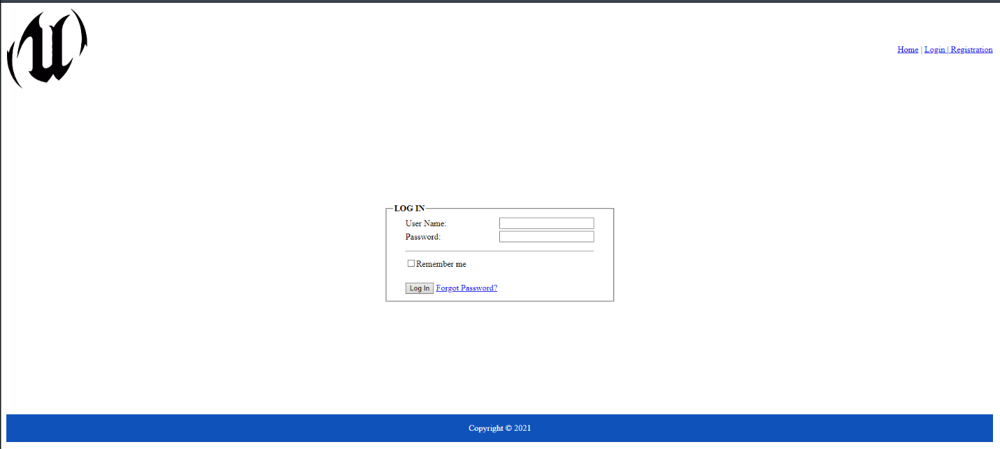 Home | Login | Registration
LOG IN
User Name:
Password:
Remember me
Log In Forgot Password?
Copyright © 2021